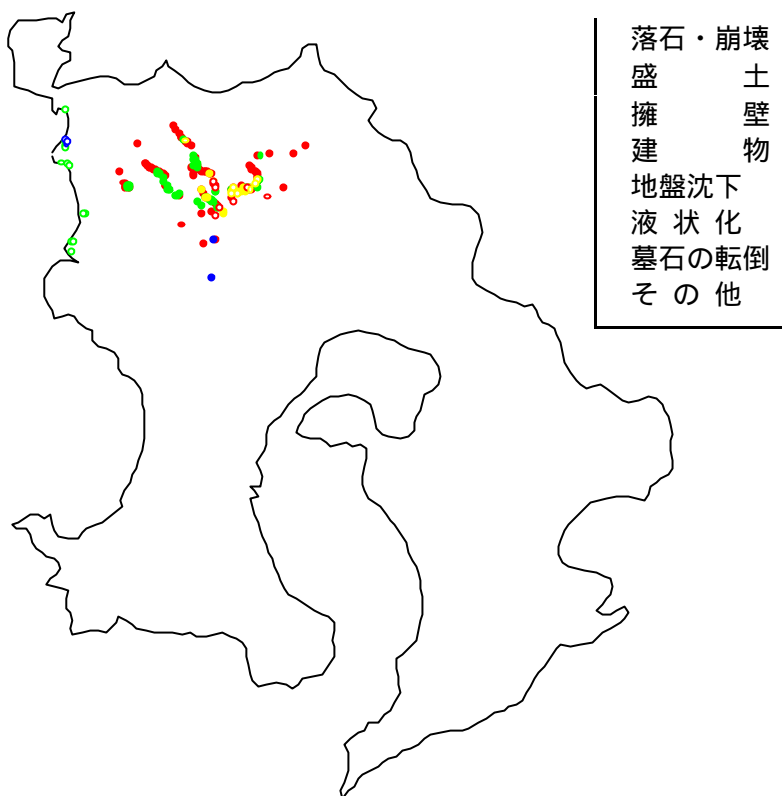 落石・崩壊
盛　　　土
擁　　　壁
建　　　物
地盤沈下
液 状 化
墓石の転倒
そ の 他